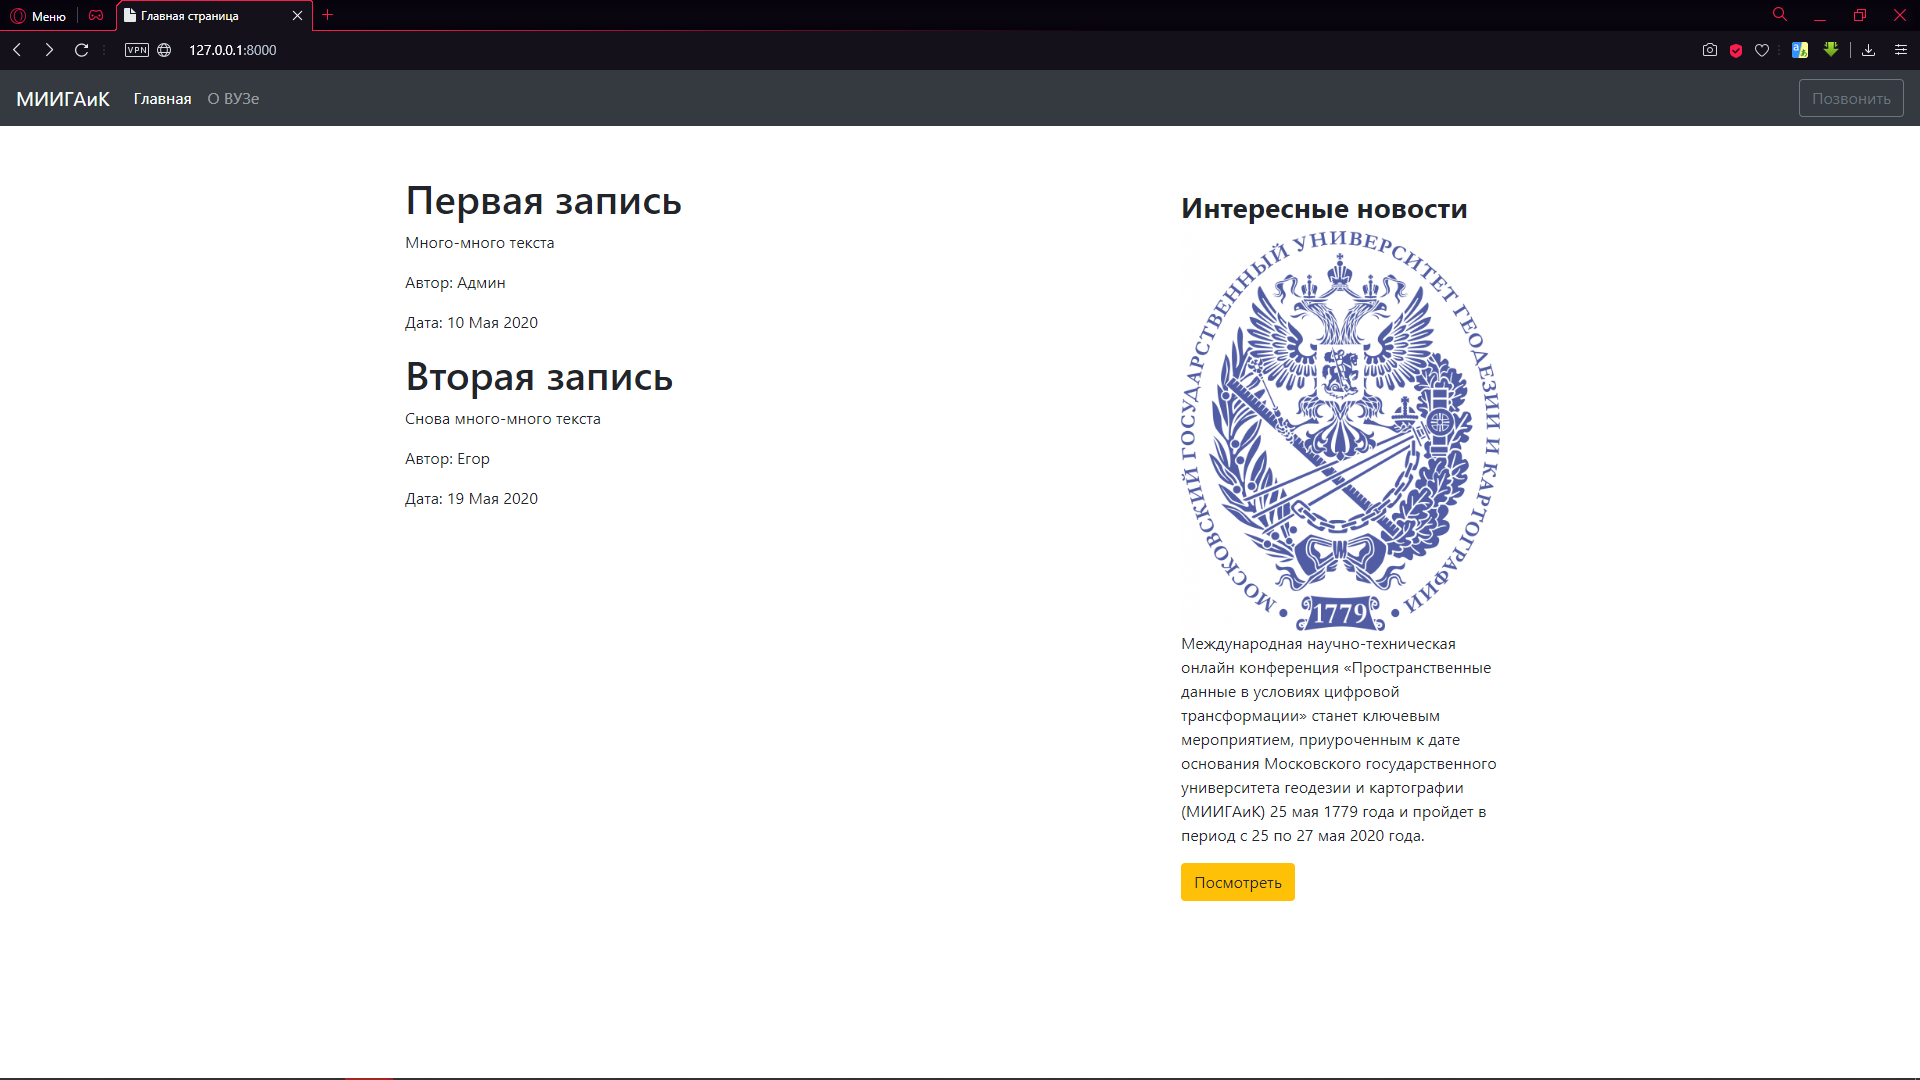 Меню
Главная страница
VPN
127.0.0.1:8000
МИИГАиК
Главная
О ВУЗе
Позвонить
Первая запись
Много-много текста
Автор: Админ
Дата: 10 Мая 2020
Вторая запись
Снова много-много текста
Автор: Егор
Дата: 19 Мая 2020
Интересные новости
МОСКОВСКИЙ ГОСУДАРСТВЕННЫЙ УНИВЕРСИТЕТ ГЕОДЕЗИИ И КАРТОГРАФИИ
1779
Международная научно-техническая
онлайн конференция «Пространственные
данные в условиях цифровой
трансформации» станет ключевым
мероприятием, приуроченным к дате
основания Московского государственного
университета геодезии и картографии
(МИИГАиК) 25 мая 1779 года и пройдет в
период с 25 по 27 мая 2020 года.
Посмотреть